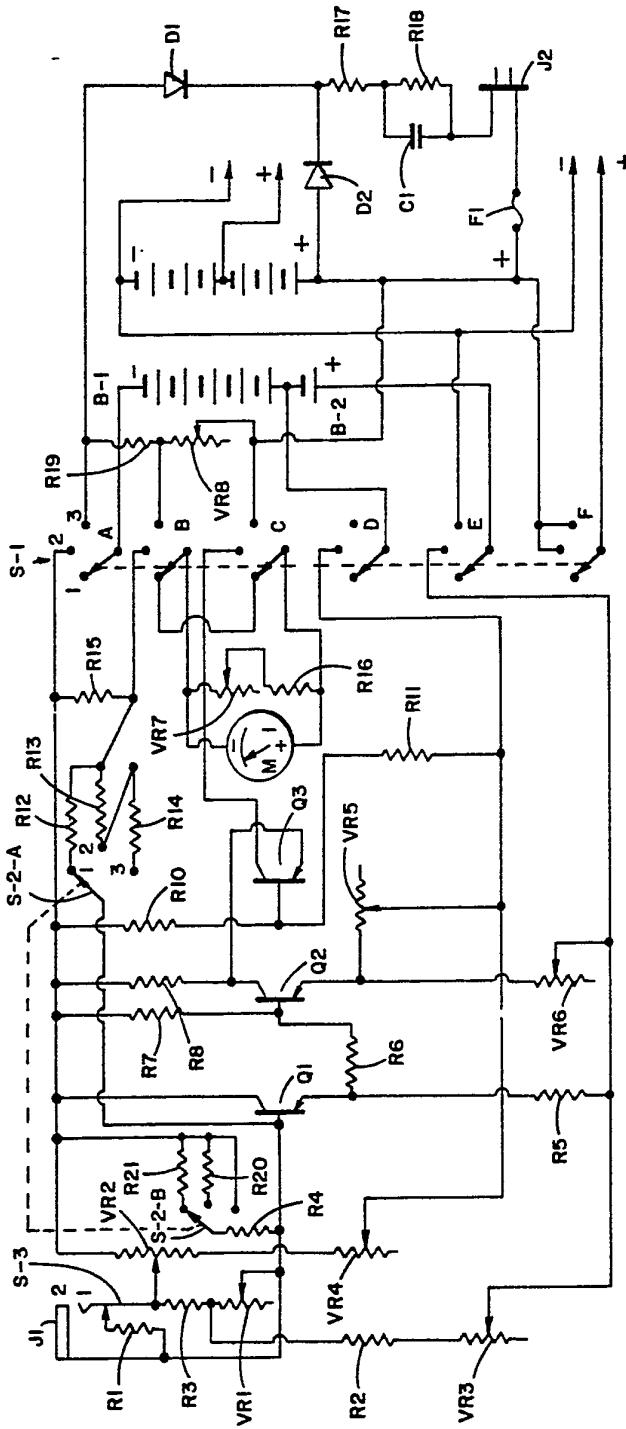 D1
R17
R18
J2
-
+
D2
C1
F1
+
-
+
-
+
B-1
-
+
B-2
R19
VR8
S-1
2
3
1
A
B
C
D
E
F
R15
R13
R12
R14
S-2-A
1
2
3
R10
VR7
R16
M
-
+
1
Q3
R11
VR5
Q2
R7
R8
R6
VR6
Q1
R5
R21
R20
S-2-B
R4
VR2
VR4
S-3
2
1
J1
R1
R3
VR1
R2
VR3